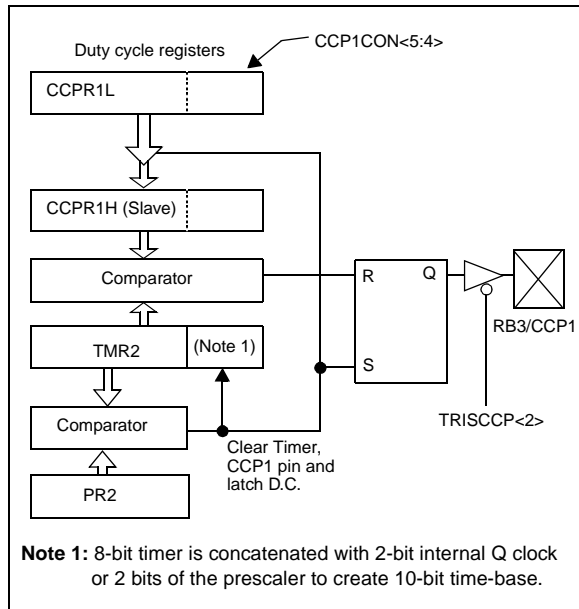 Duty cycle registers
CCP1CON<5:4>
CCPR1L
CCPR1H (Slave)
Comparator
R
Q
RB3/CCP1
TMR2
(Note 1)
S
TRISCCP<2>
Comparator
Clear Timer,
CCP1 pin and
latch D.C.
PR2
Note 1: 8-bit timer is concatenated with 2-bit internal Q clock
or 2 bits of the prescaler to create 10-bit time-base.